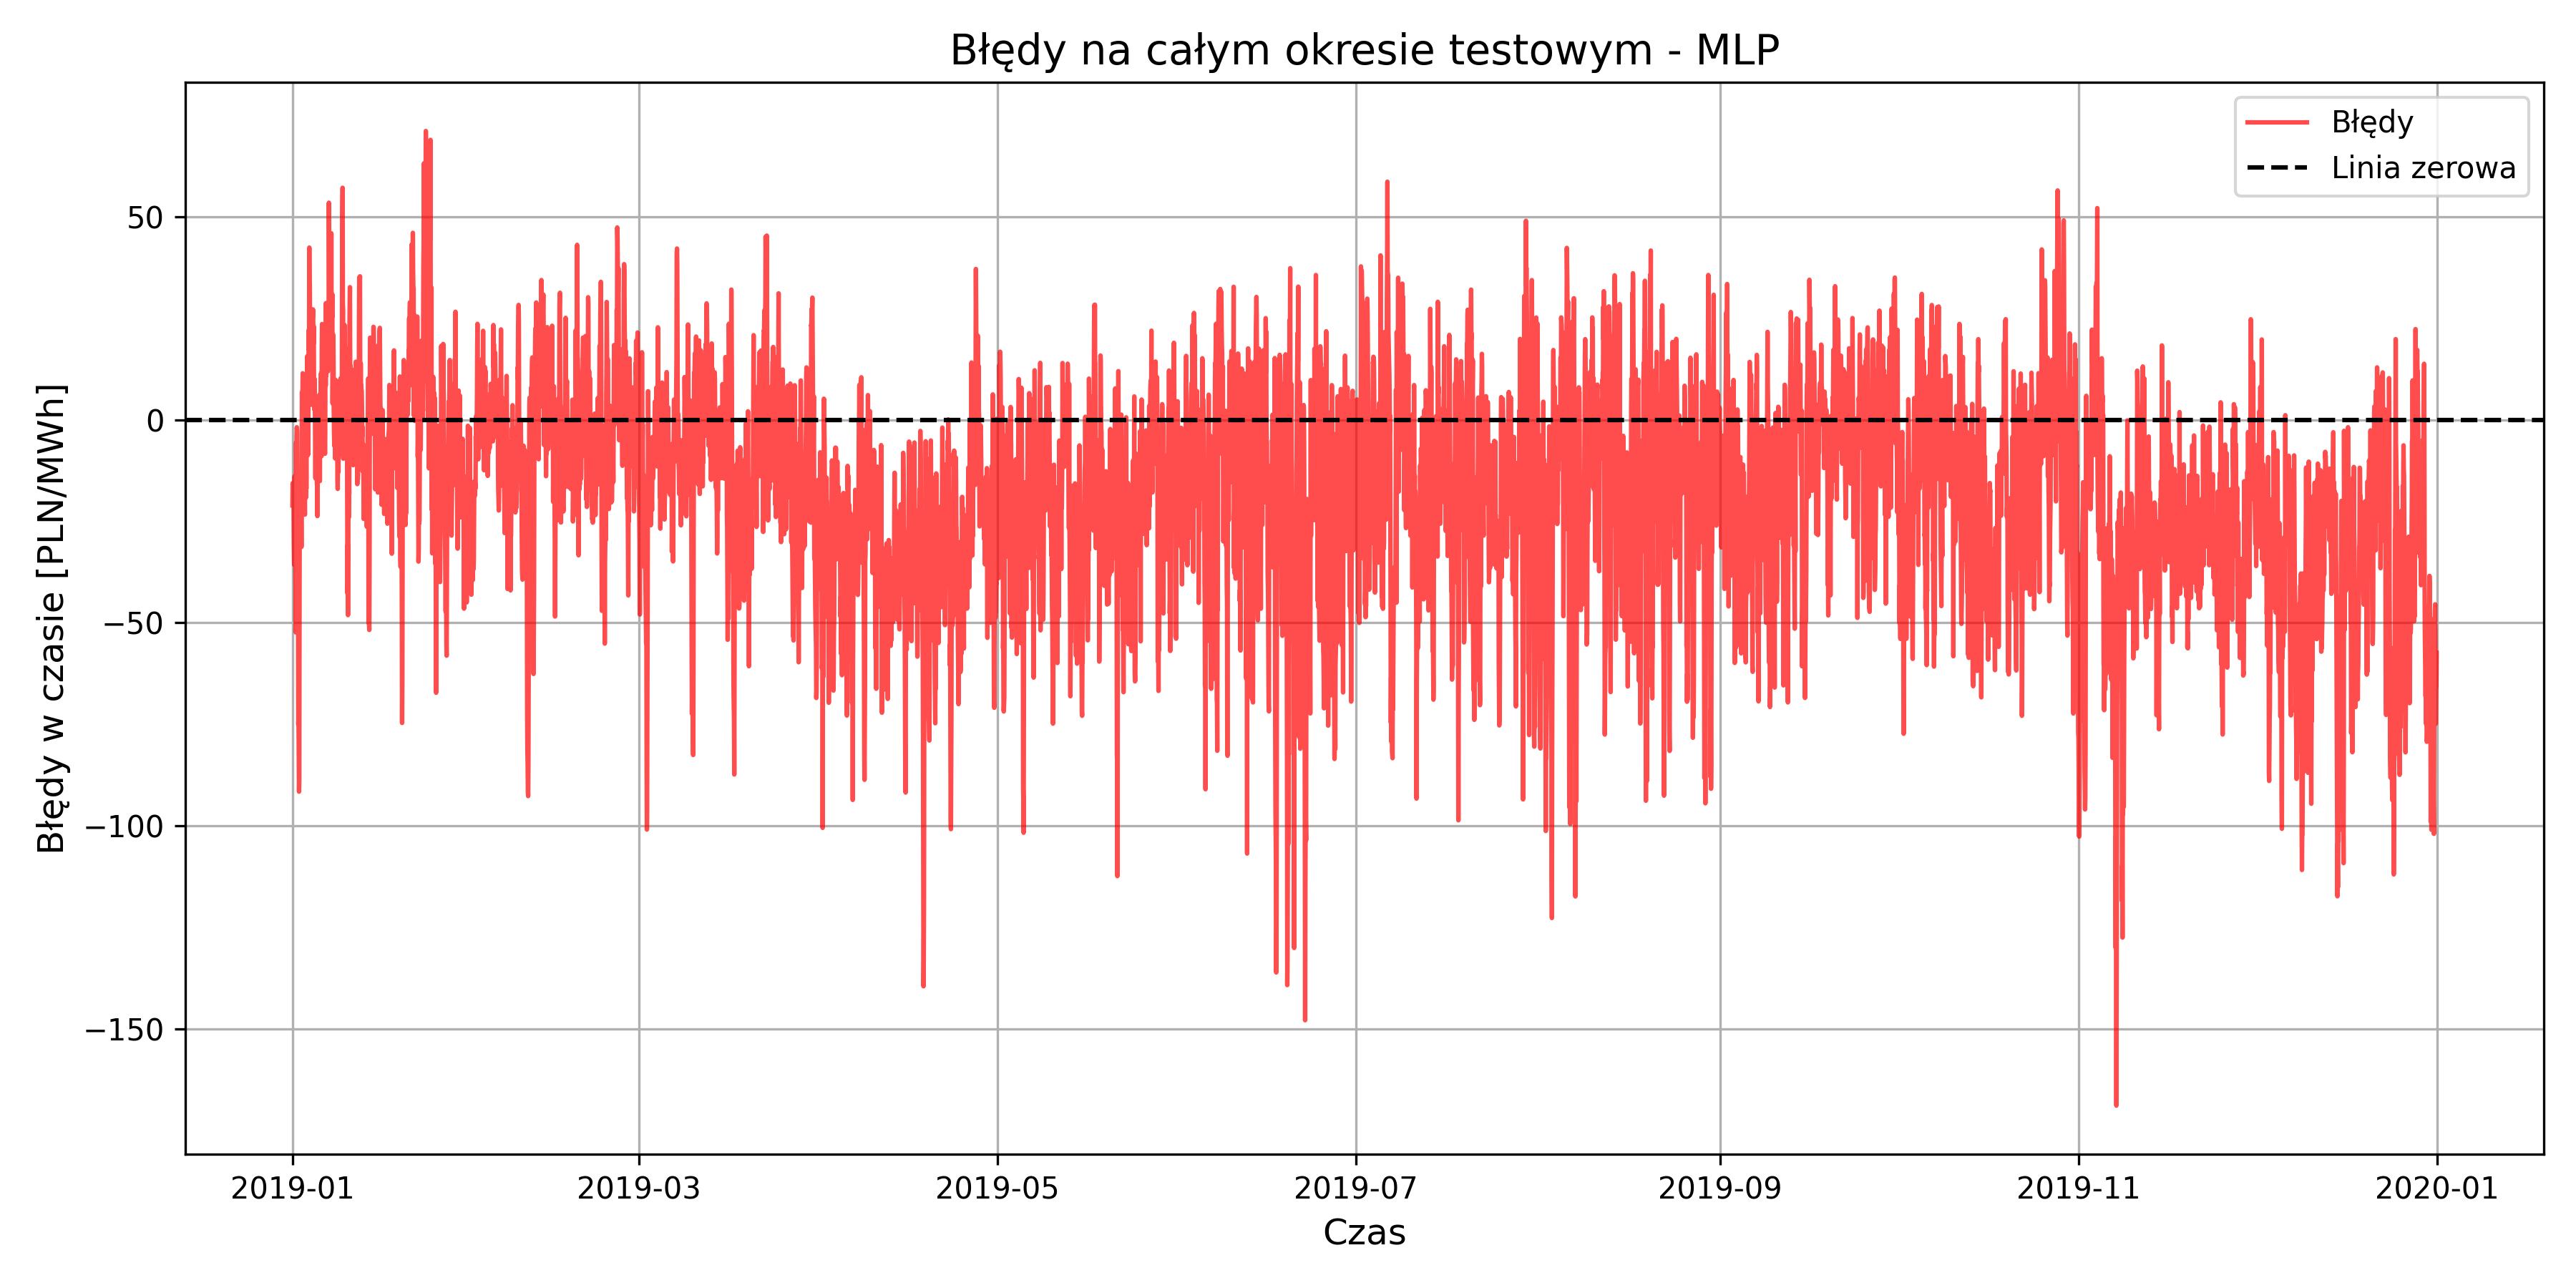 Błędy na całym okresie testowym - MLP
Błędy
Linia zerowa
Błędy w czasie [PLN/MWh]
50
0
−50
−100
−150
2019-01
2019-03
2019-05
2019-07
2019-09
2019-11
2020-01
Czas